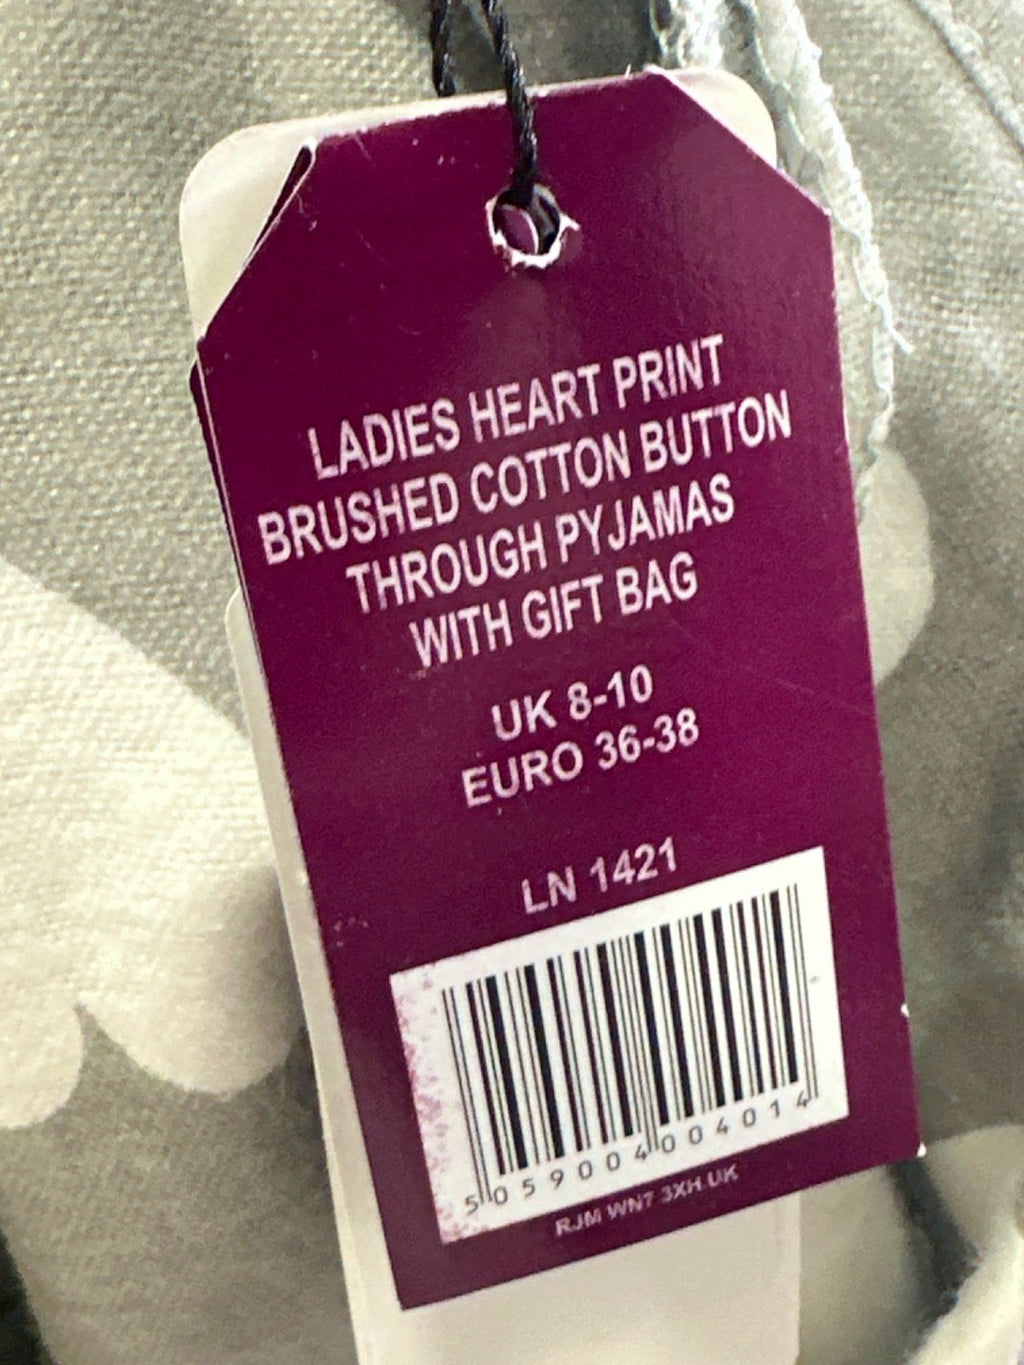 LADIES HEART PRINT
BRUSHED COTTON BUTTON
THROUGH PYJAMAS
WITH GIFT BAG
UK 8-10
EURO 36-38
LN 1421
5 059004 004014
RJM WN7 3XH UK